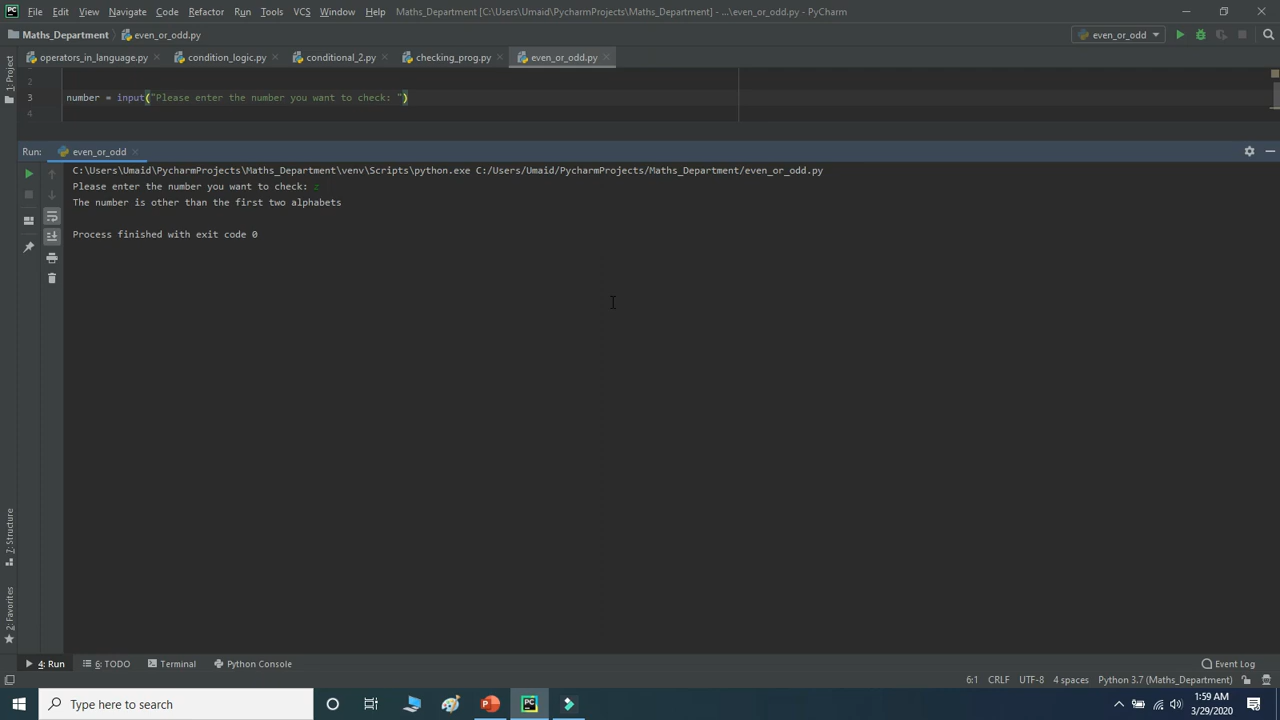 PC File Edit View Navigate Code Refactor Run Tools VCS Window Help Maths_Department [C:\Users\Umaid\PycharmProjects\Maths_Department] - ...\even_or_odd.py - PyCharm
Maths_Department even_or_odd.py even_or_odd
operators_in_language.py condition_logic.py conditional_2.py checking_prog.py even_or_odd.py
1: Project
2
3 number = input("Please enter the number you want to check: ")
4
Run: even_or_odd
C:\Users\Umaid\PycharmProjects\Maths_Department\venv\Scripts\python.exe C:/Users/Umaid/PycharmProjects/Maths_Department/even_or_odd.py
Please enter the number you want to check: z
The number is other than the first two alphabets
Process finished with exit code 0
7: Structure
2: Favorites
4: Run 6: TODO Terminal Python Console Event Log
6:1 CRLF UTF-8 4 spaces Python 3.7 (Maths_Department)
Type here to search
PC
1:59 AM
3/29/2020